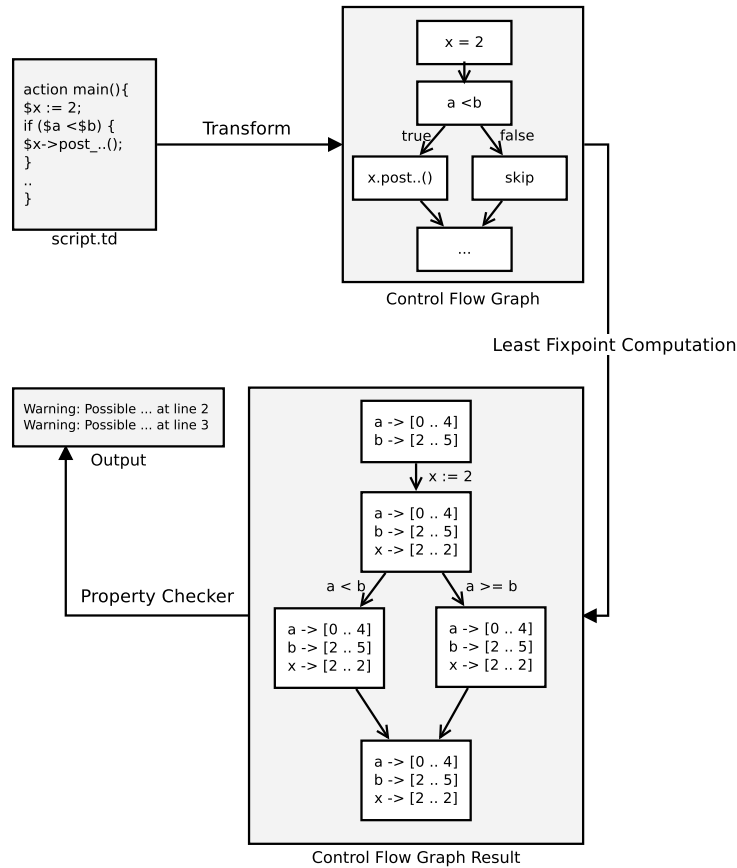 action main(){
$x := 2;
if ($a <$b) {
$x->post_..();
}
..
}
script.td
Transform
x = 2
a <b
true
false
x.post..()
skip
...
Control Flow Graph
Least Fixpoint Computation
Warning: Possible ... at line 2
Warning: Possible ... at line 3
Output
Property Checker
a -> [0 .. 4]
b -> [2 .. 5]
x := 2
a -> [0 .. 4]
b -> [2 .. 5]
x -> [2 .. 2]
a < b
a >= b
a -> [0 .. 4]
b -> [2 .. 5]
x -> [2 .. 2]
a -> [0 .. 4]
b -> [2 .. 5]
x -> [2 .. 2]
a -> [0 .. 4]
b -> [2 .. 5]
x -> [2 .. 2]
Control Flow Graph Result